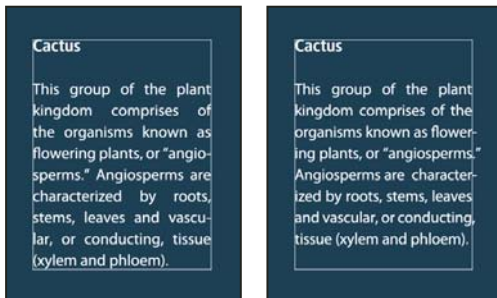 Cactus
This group of the plant
kingdom comprises of
the organisms known as
flowering plants, or “angio-
sperms.” Angiosperms are
characterized by roots,
stems, leaves and vascu-
lar, or conducting, tissue
(xylem and phloem).
Cactus
This group of the plant
kingdom comprises of the
organisms known as flower-
ing plants, or “angiosperms.”
Angiosperms are character-
ized by roots, stems, leaves
and vascular, or conducting,
tissue (xylem and phloem).